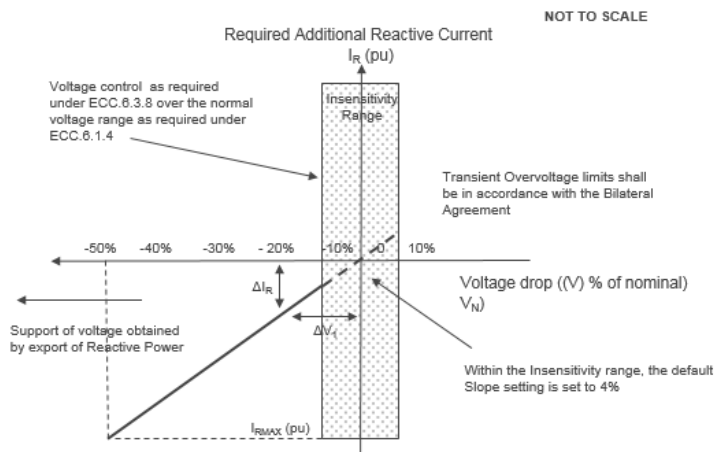 NOT TO SCALE
Required Additional Reactive Current
I_R (pu)
Voltage control as required
under ECC.6.3.8 over the normal
voltage range as required under
ECC.6.1.4
Insensitivity
Range
Transient Overvoltage limits shall
be in accordance with the Bilateral
Agreement
-50% -40% -30% - 20% -10% 0 10%
ΔI_R
Voltage drop ((V) % of nominal)
V_N)
ΔV_1
Support of voltage obtained
by export of Reactive Power
Within the Insensitivity range, the default
Slope setting is set to 4%
I_RMAX (pu)